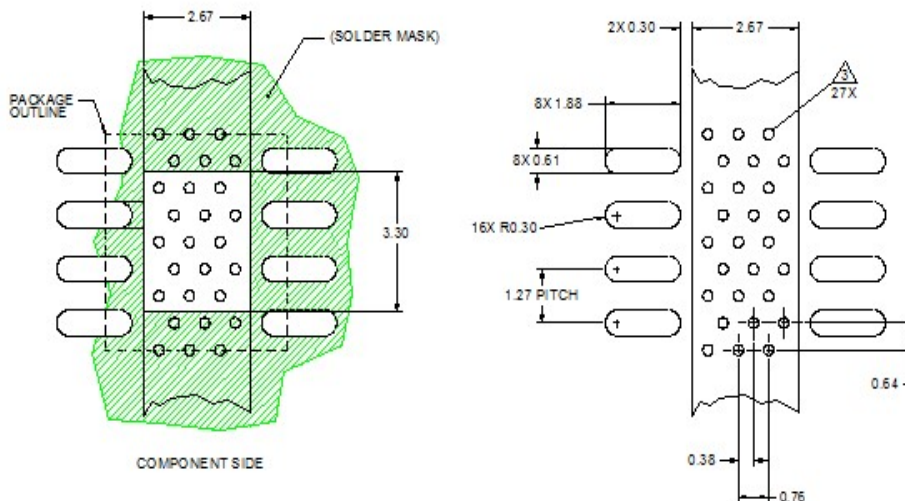 2.67
(SOLDER MASK)
PACKAGE
OUTLINE
3.30
COMPONENT SIDE
2X 0.30
2.67
3
27X
8X 1.88
8X 0.61
16X R0.30
1.27 PITCH
0.64
0.38
0.76